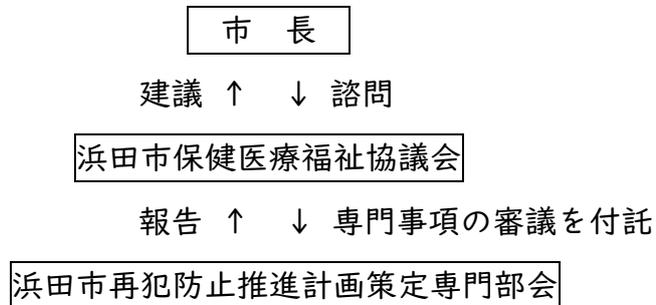 市　長
建議 ↑　↓ 諮問
浜田市保健医療福祉協議会
報告 ↑　↓ 専門事項の審議を付託
浜田市再犯防止推進計画策定専門部会